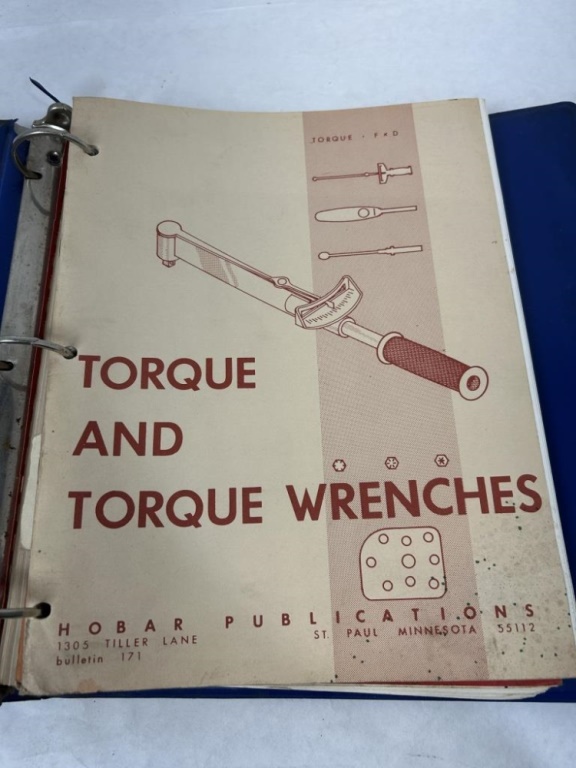 TORQUE - F × D
TORQUE
AND
TORQUE WRENCHES
HOBAR PUBLICATIONS
1305 TILLER LANE ST. PAUL MINNESOTA 55112
bulletin 171